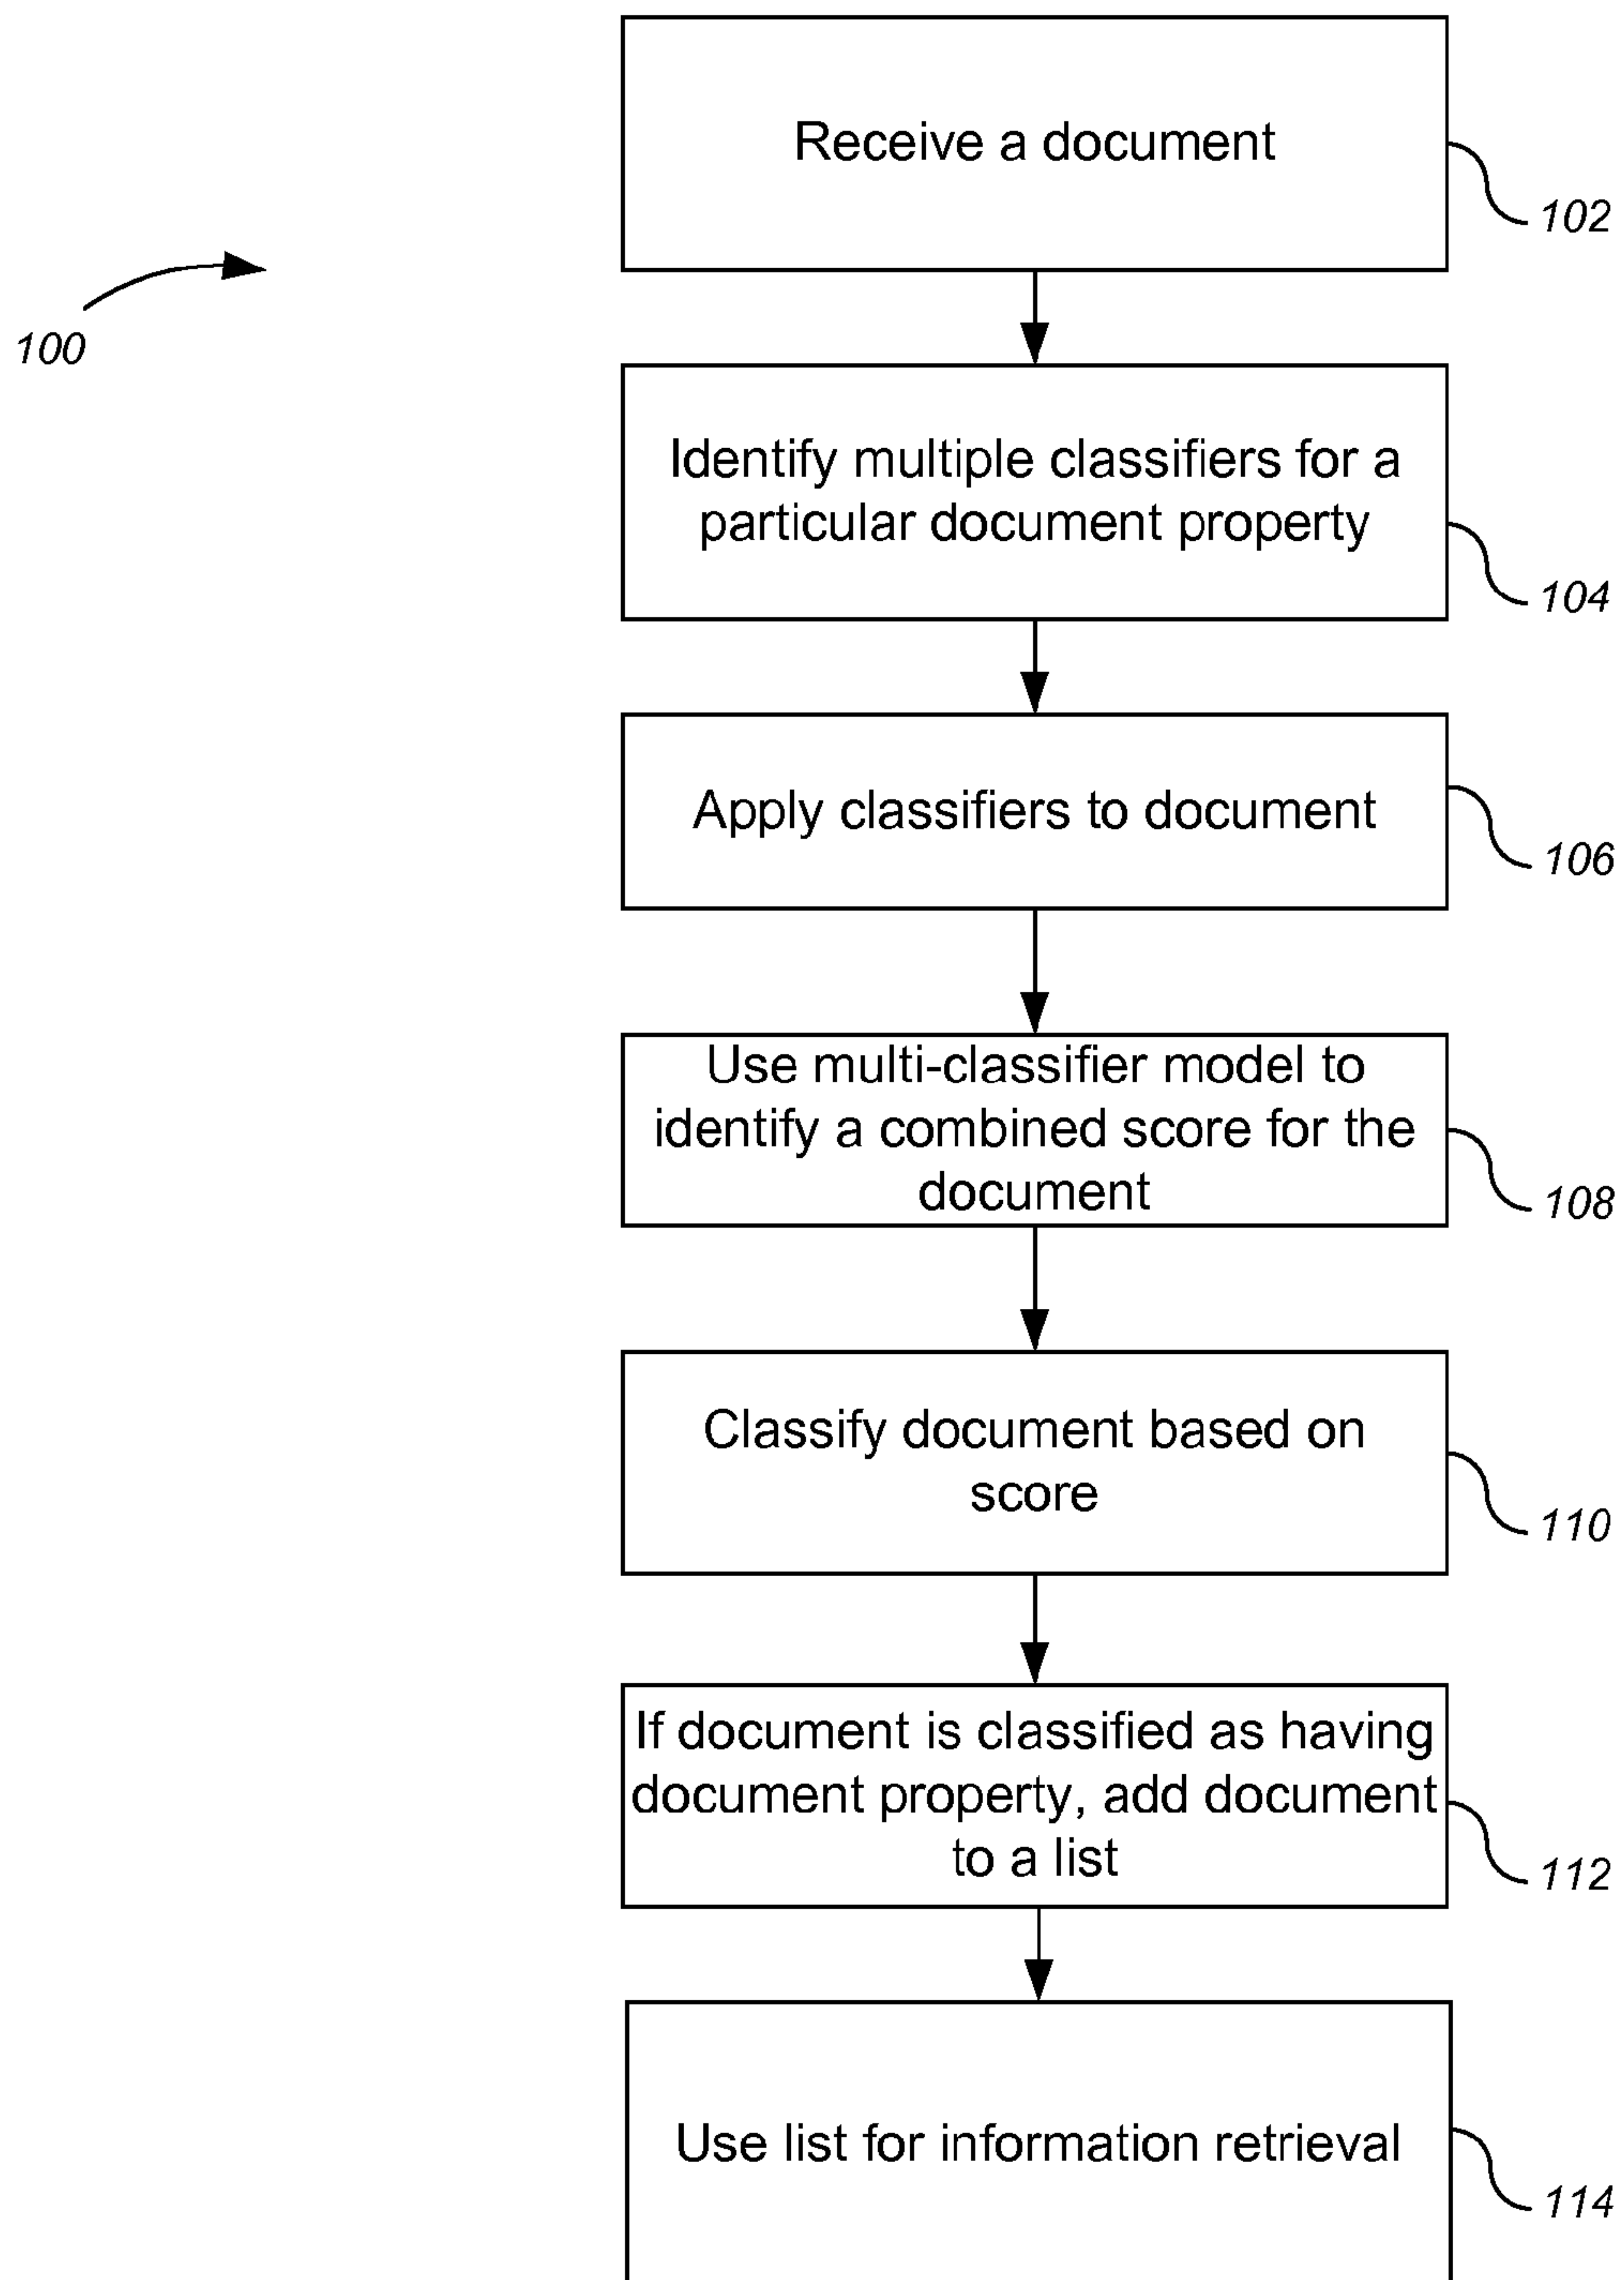 Receive a document
102
100
Identify multiple classifiers for a
particular document property
104
Apply classifiers to document
106
Use multi-classifier model to
identify a combined score for the
document
108
Classify document based on
score
110
If document is classified as having
document property, add document
to a list
112
Use list for information retrieval
114